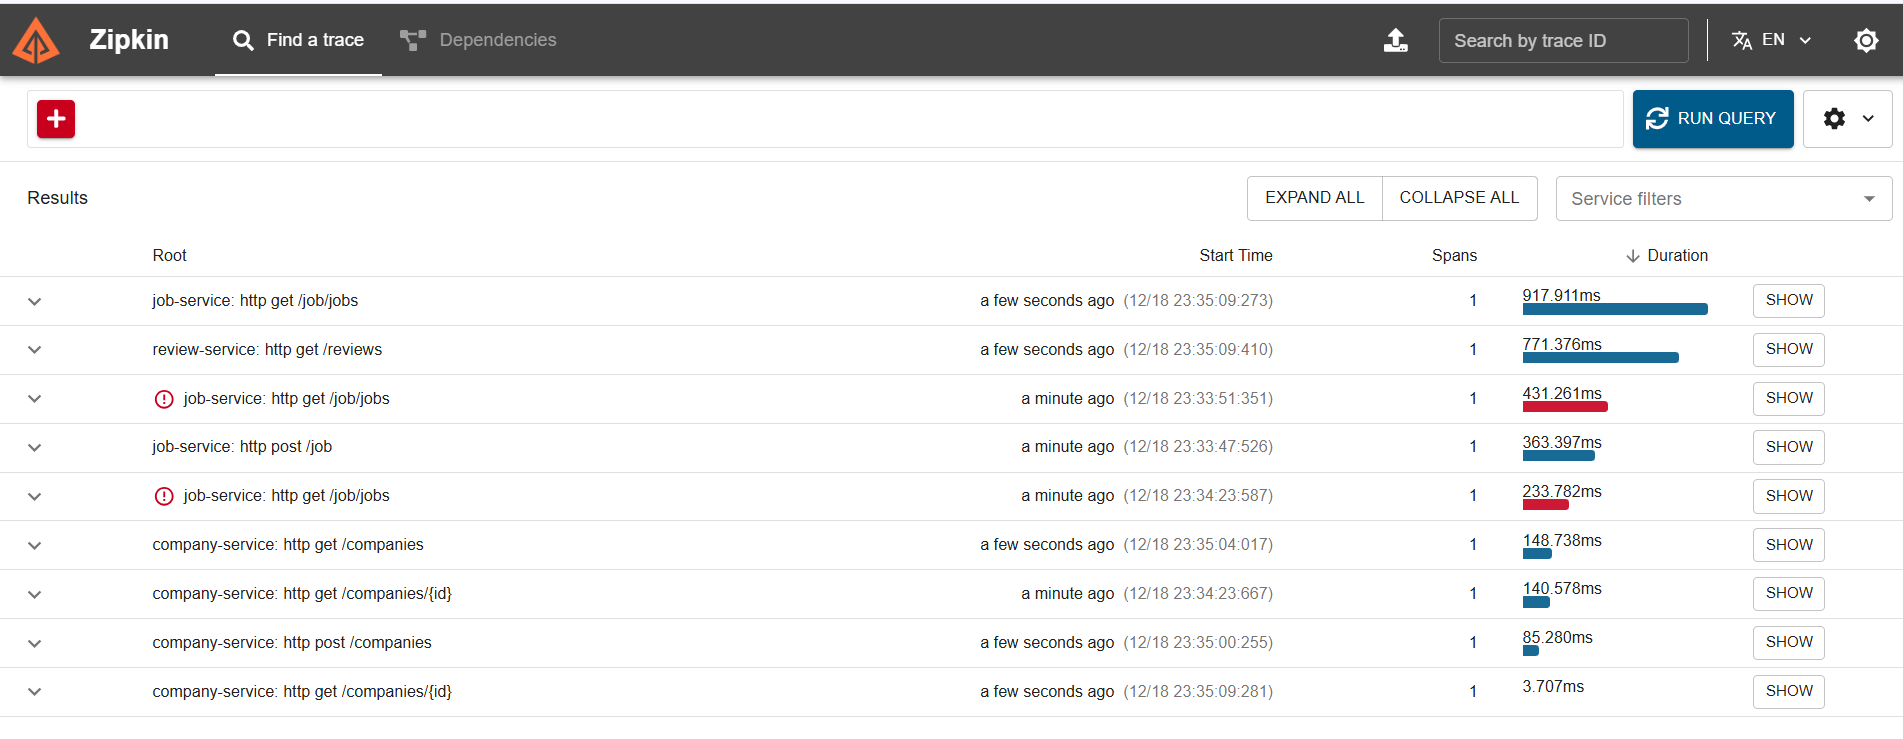 Zipkin Find a trace Dependencies Search by trace ID EN
RUN QUERY
Results EXPAND ALL COLLAPSE ALL Service filters
Root Start Time Spans Duration
job-service: http get /job/jobs a few seconds ago (12/18 23:35:09:273) 1 917.911ms SHOW
review-service: http get /reviews a few seconds ago (12/18 23:35:09:410) 1 771.376ms SHOW
job-service: http get /job/jobs a minute ago (12/18 23:33:51:351) 1 431.261ms SHOW
job-service: http post /job a minute ago (12/18 23:33:47:526) 1 363.397ms SHOW
job-service: http get /job/jobs a minute ago (12/18 23:34:23:587) 1 233.782ms SHOW
company-service: http get /companies a few seconds ago (12/18 23:35:04:017) 1 148.738ms SHOW
company-service: http get /companies/{id} a minute ago (12/18 23:34:23:667) 1 140.578ms SHOW
company-service: http post /companies a few seconds ago (12/18 23:35:00:255) 1 85.280ms SHOW
company-service: http get /companies/{id} a few seconds ago (12/18 23:35:09:281) 1 3.707ms SHOW